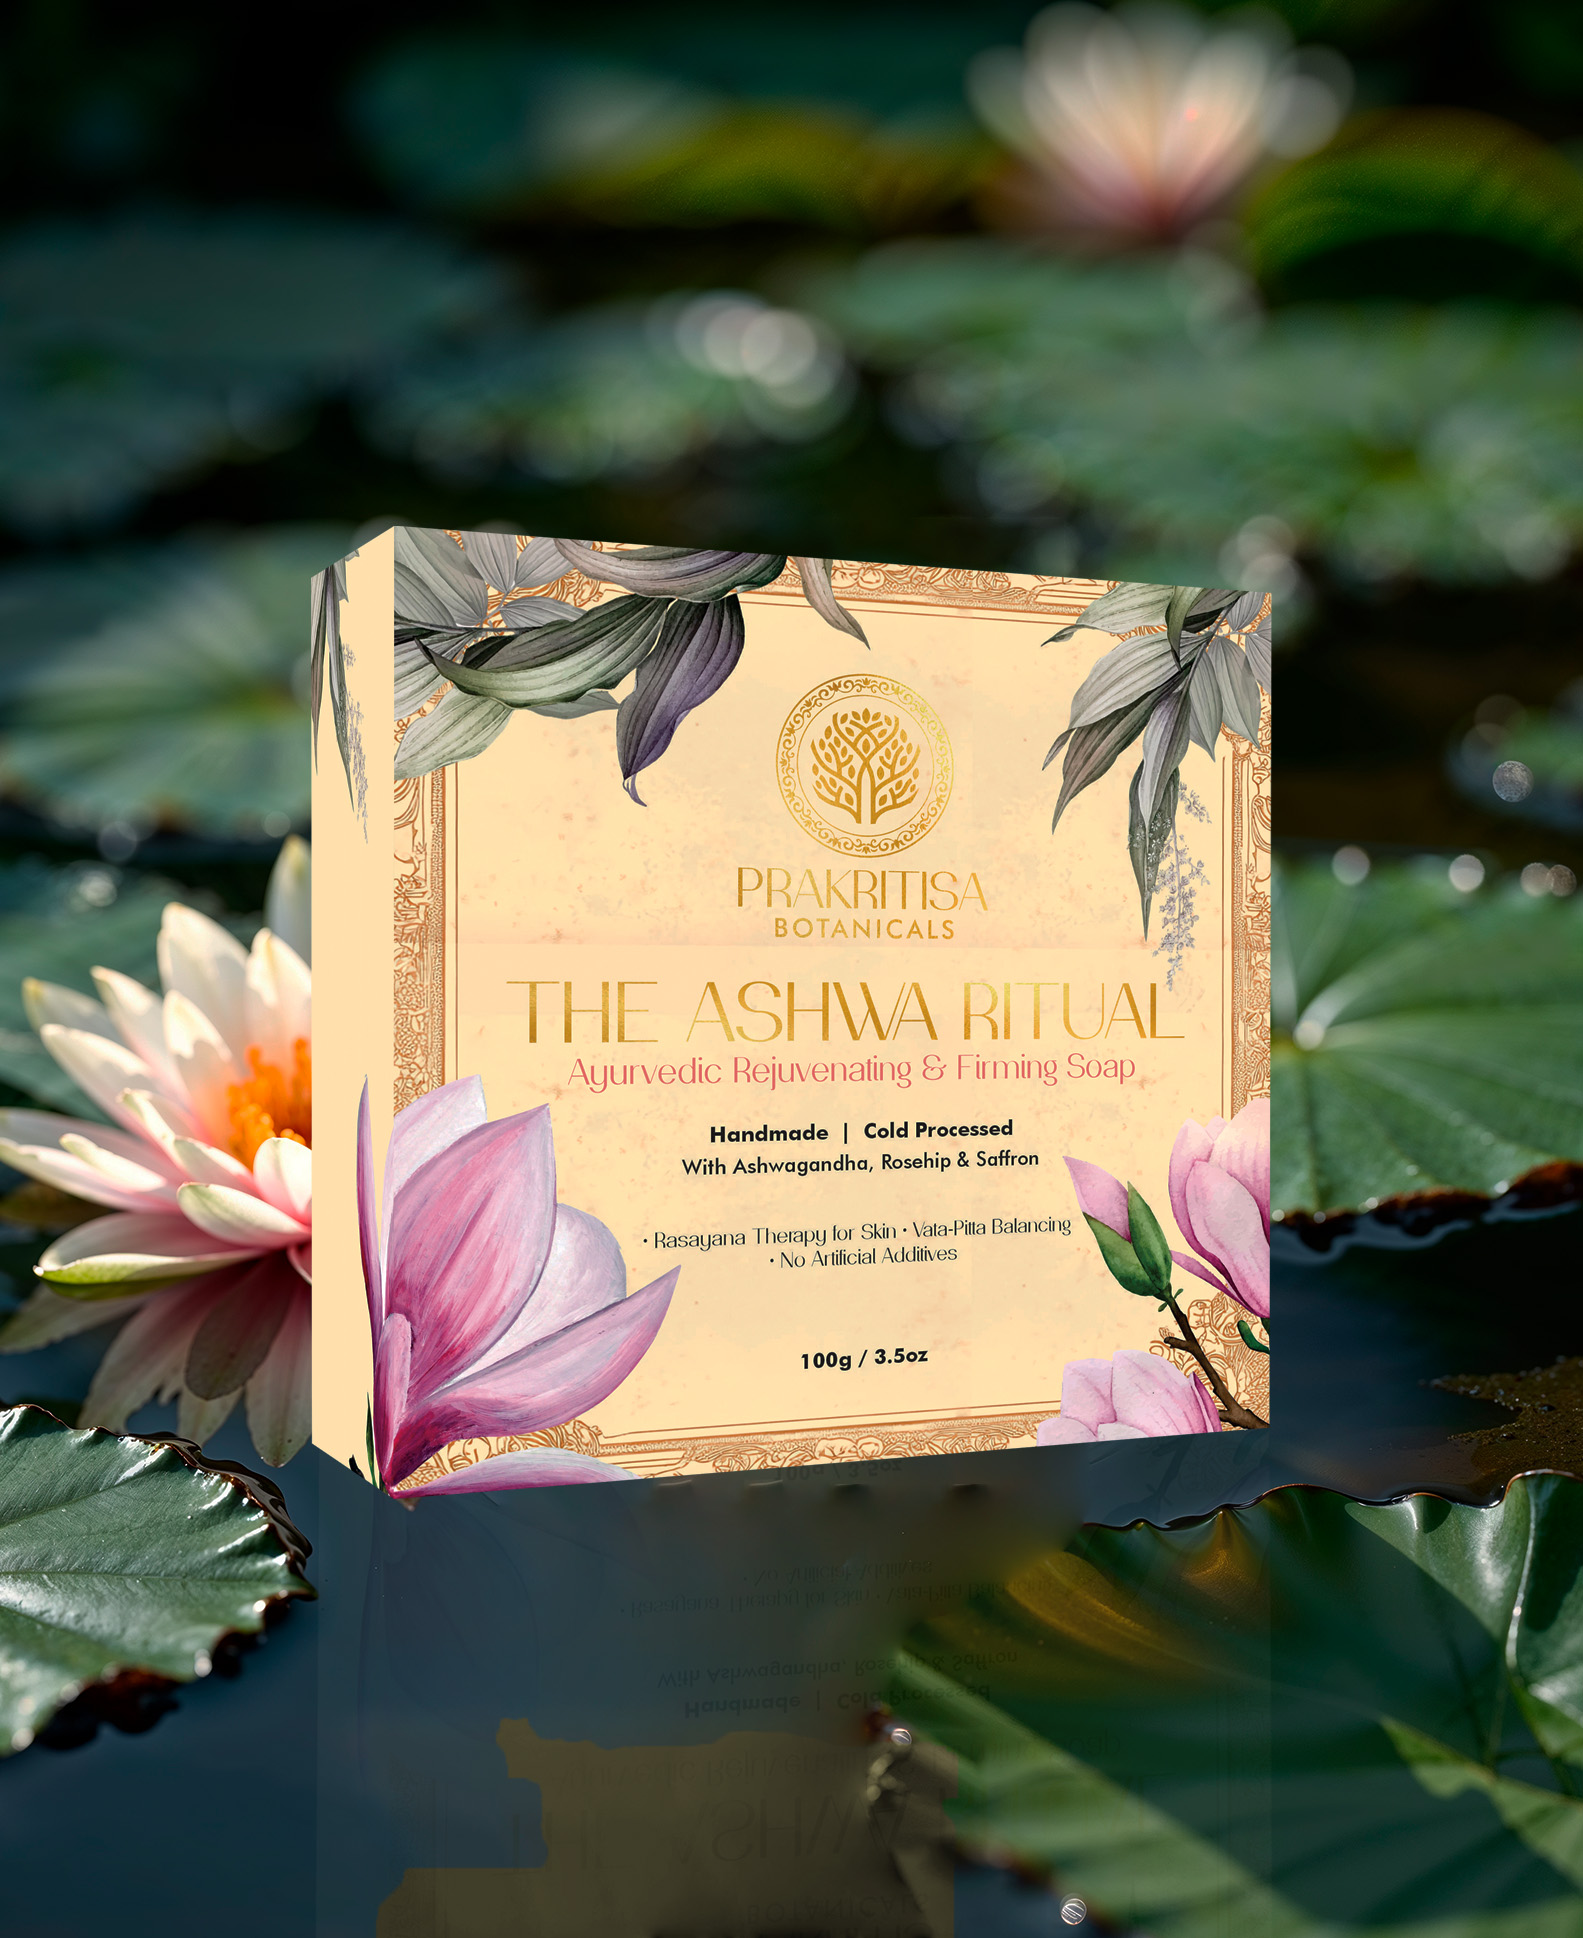 PRAKRITISA
BOTANICALS
THE ASHWA RITUAL
Ayurvedic Rejuvenating & Firming Soap
Handmade | Cold Processed
With Ashwagandha, Rosehip & Saffron
• Rasayana Therapy for Skin • Vata-Pitta Balancing
• No Artificial Additives
100g / 3.5oz